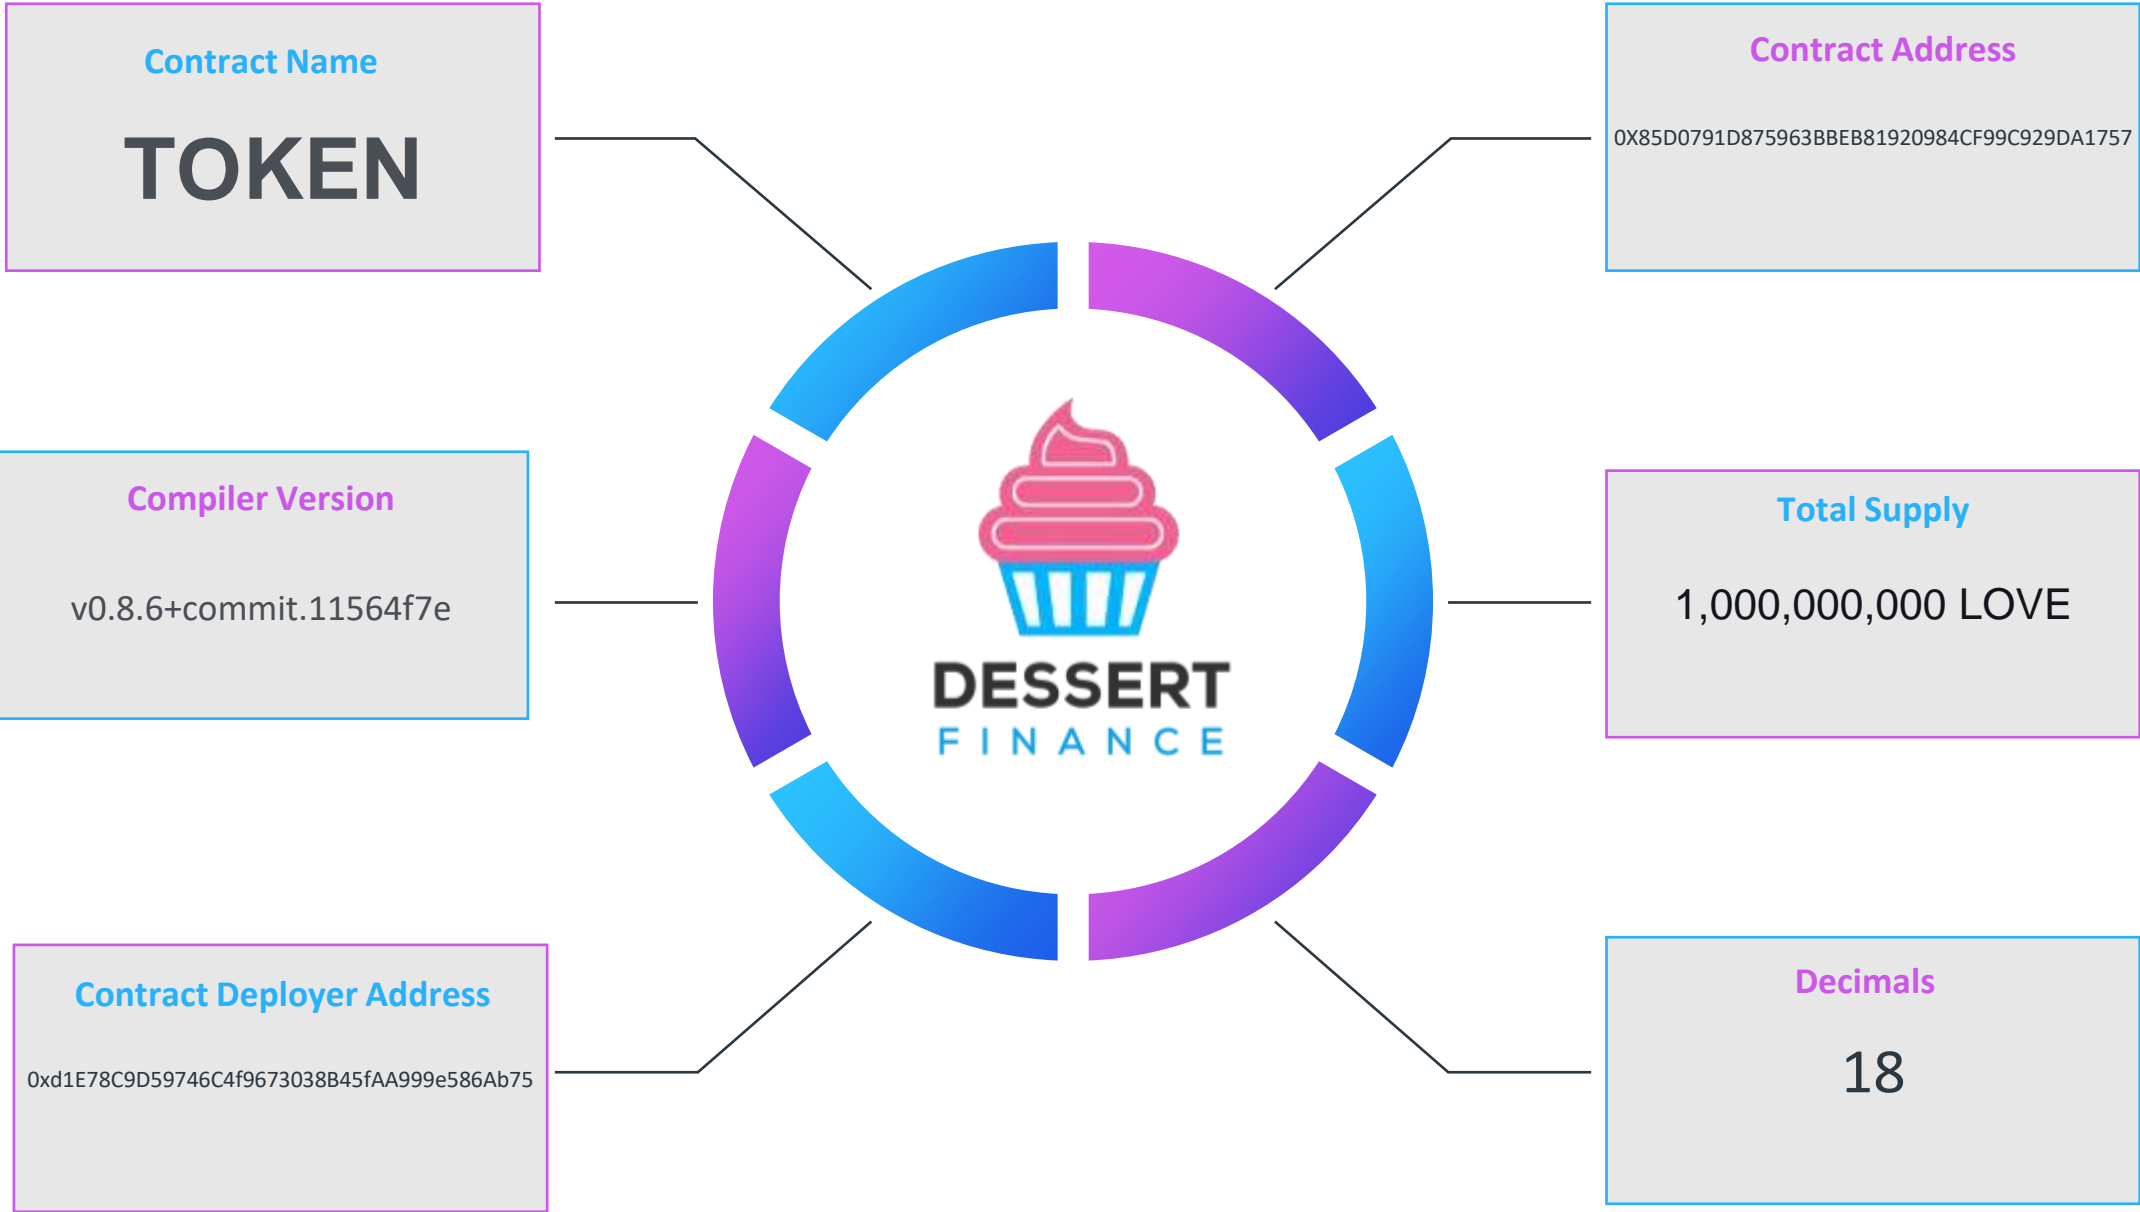 Contract Name
TOKEN
Contract Address
0X85D0791D875963BBEB81920984CF99C929DA1757
Compiler Version
v0.8.6+commit.11564f7e
DESSERT
FINANCE
Total Supply
1,000,000,000 LOVE
Contract Deployer Address
0xd1E78C9D59746C4f9673038B45fAA999e586Ab75
Decimals
18